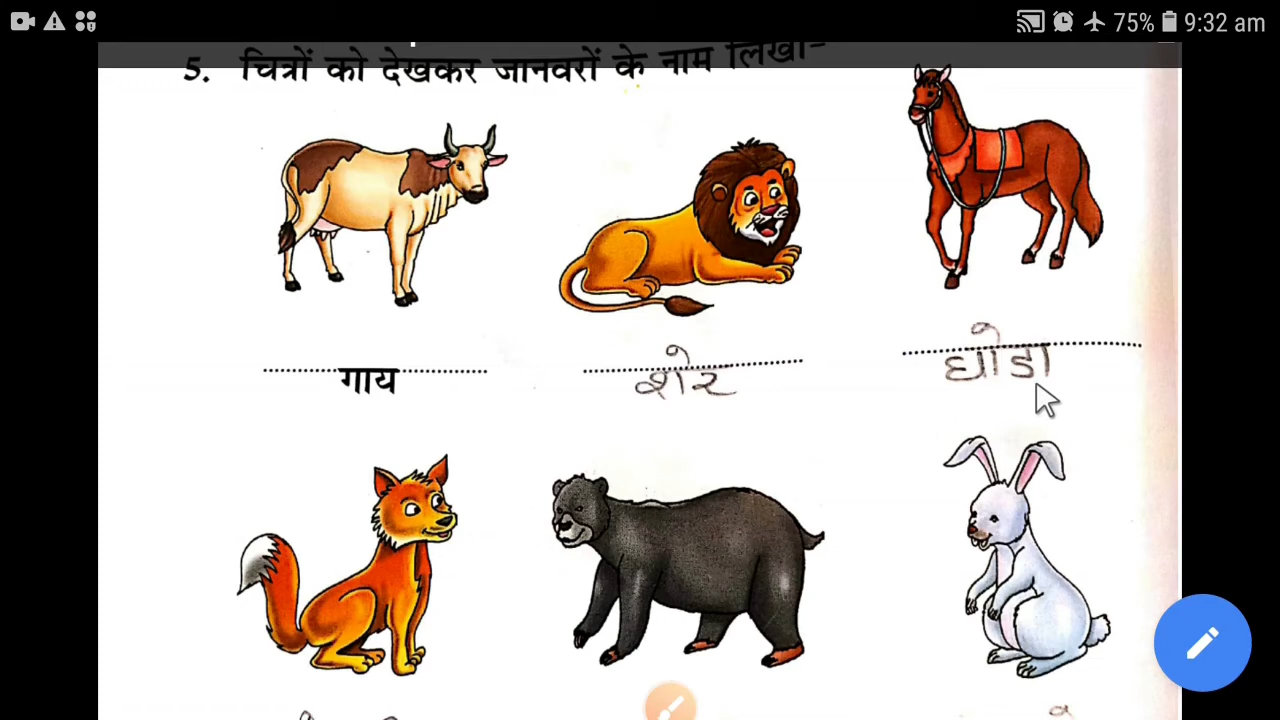 75% 9:32 am
5. चित्रों को देखकर जानवरों के नाम लिखो-
गाय शेर घोडा